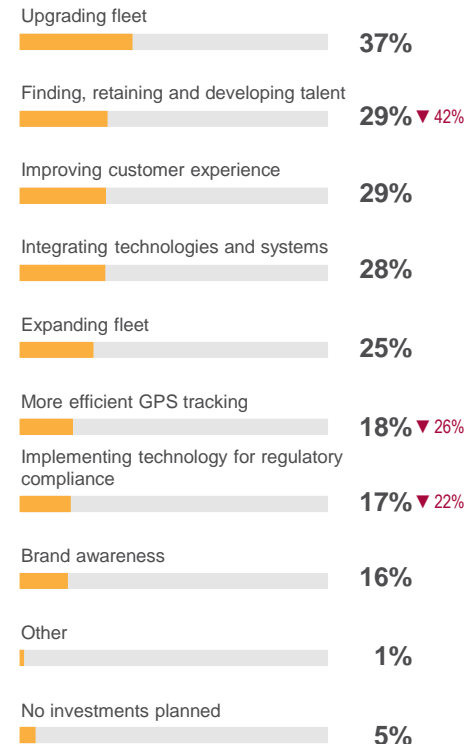 Upgrading fleet
37%
Finding, retaining and developing talent
29% ▼ 42%
Improving customer experience
29%
Integrating technologies and systems
28%
Expanding fleet
25%
More efficient GPS tracking
18% ▼ 26%
Implementing technology for regulatory
compliance
17% ▼ 22%
Brand awareness
16%
Other
1%
No investments planned
5%